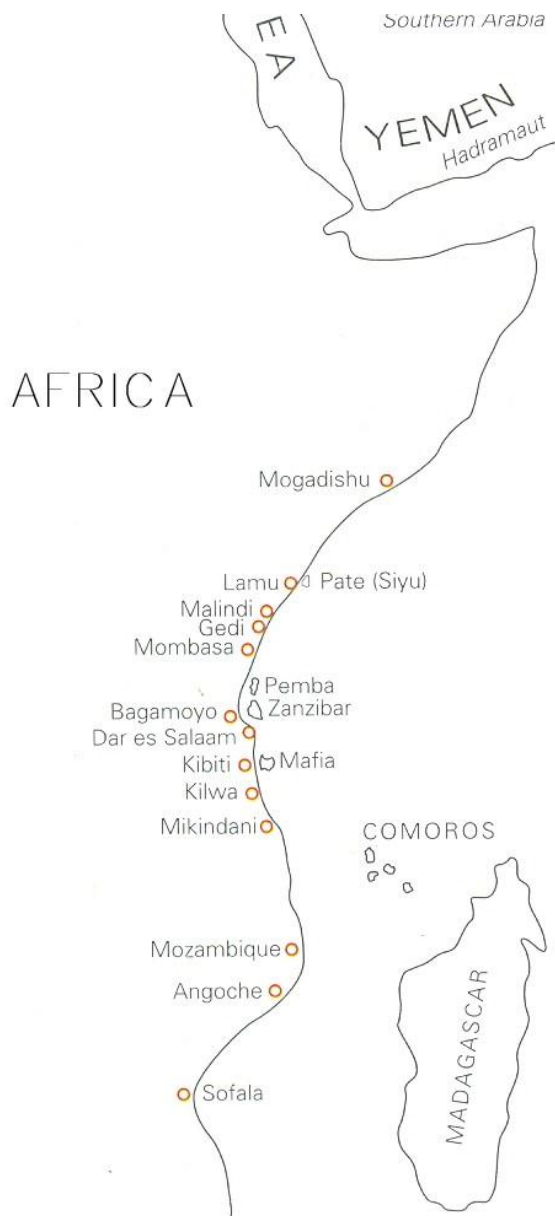 Southern Arabia
EA
YEMEN
Hadramaut
AFRICA
Mogadishu
Lamu
Pate (Siyu)
Malindi
Gedi
Mombasa
Pemba
Zanzibar
Bagamoyo
Dar es Salaam
Kibiti
Mafia
Kilwa
Mikindani
COMOROS
Mozambique
Angoche
MADAGASCAR
Sofala